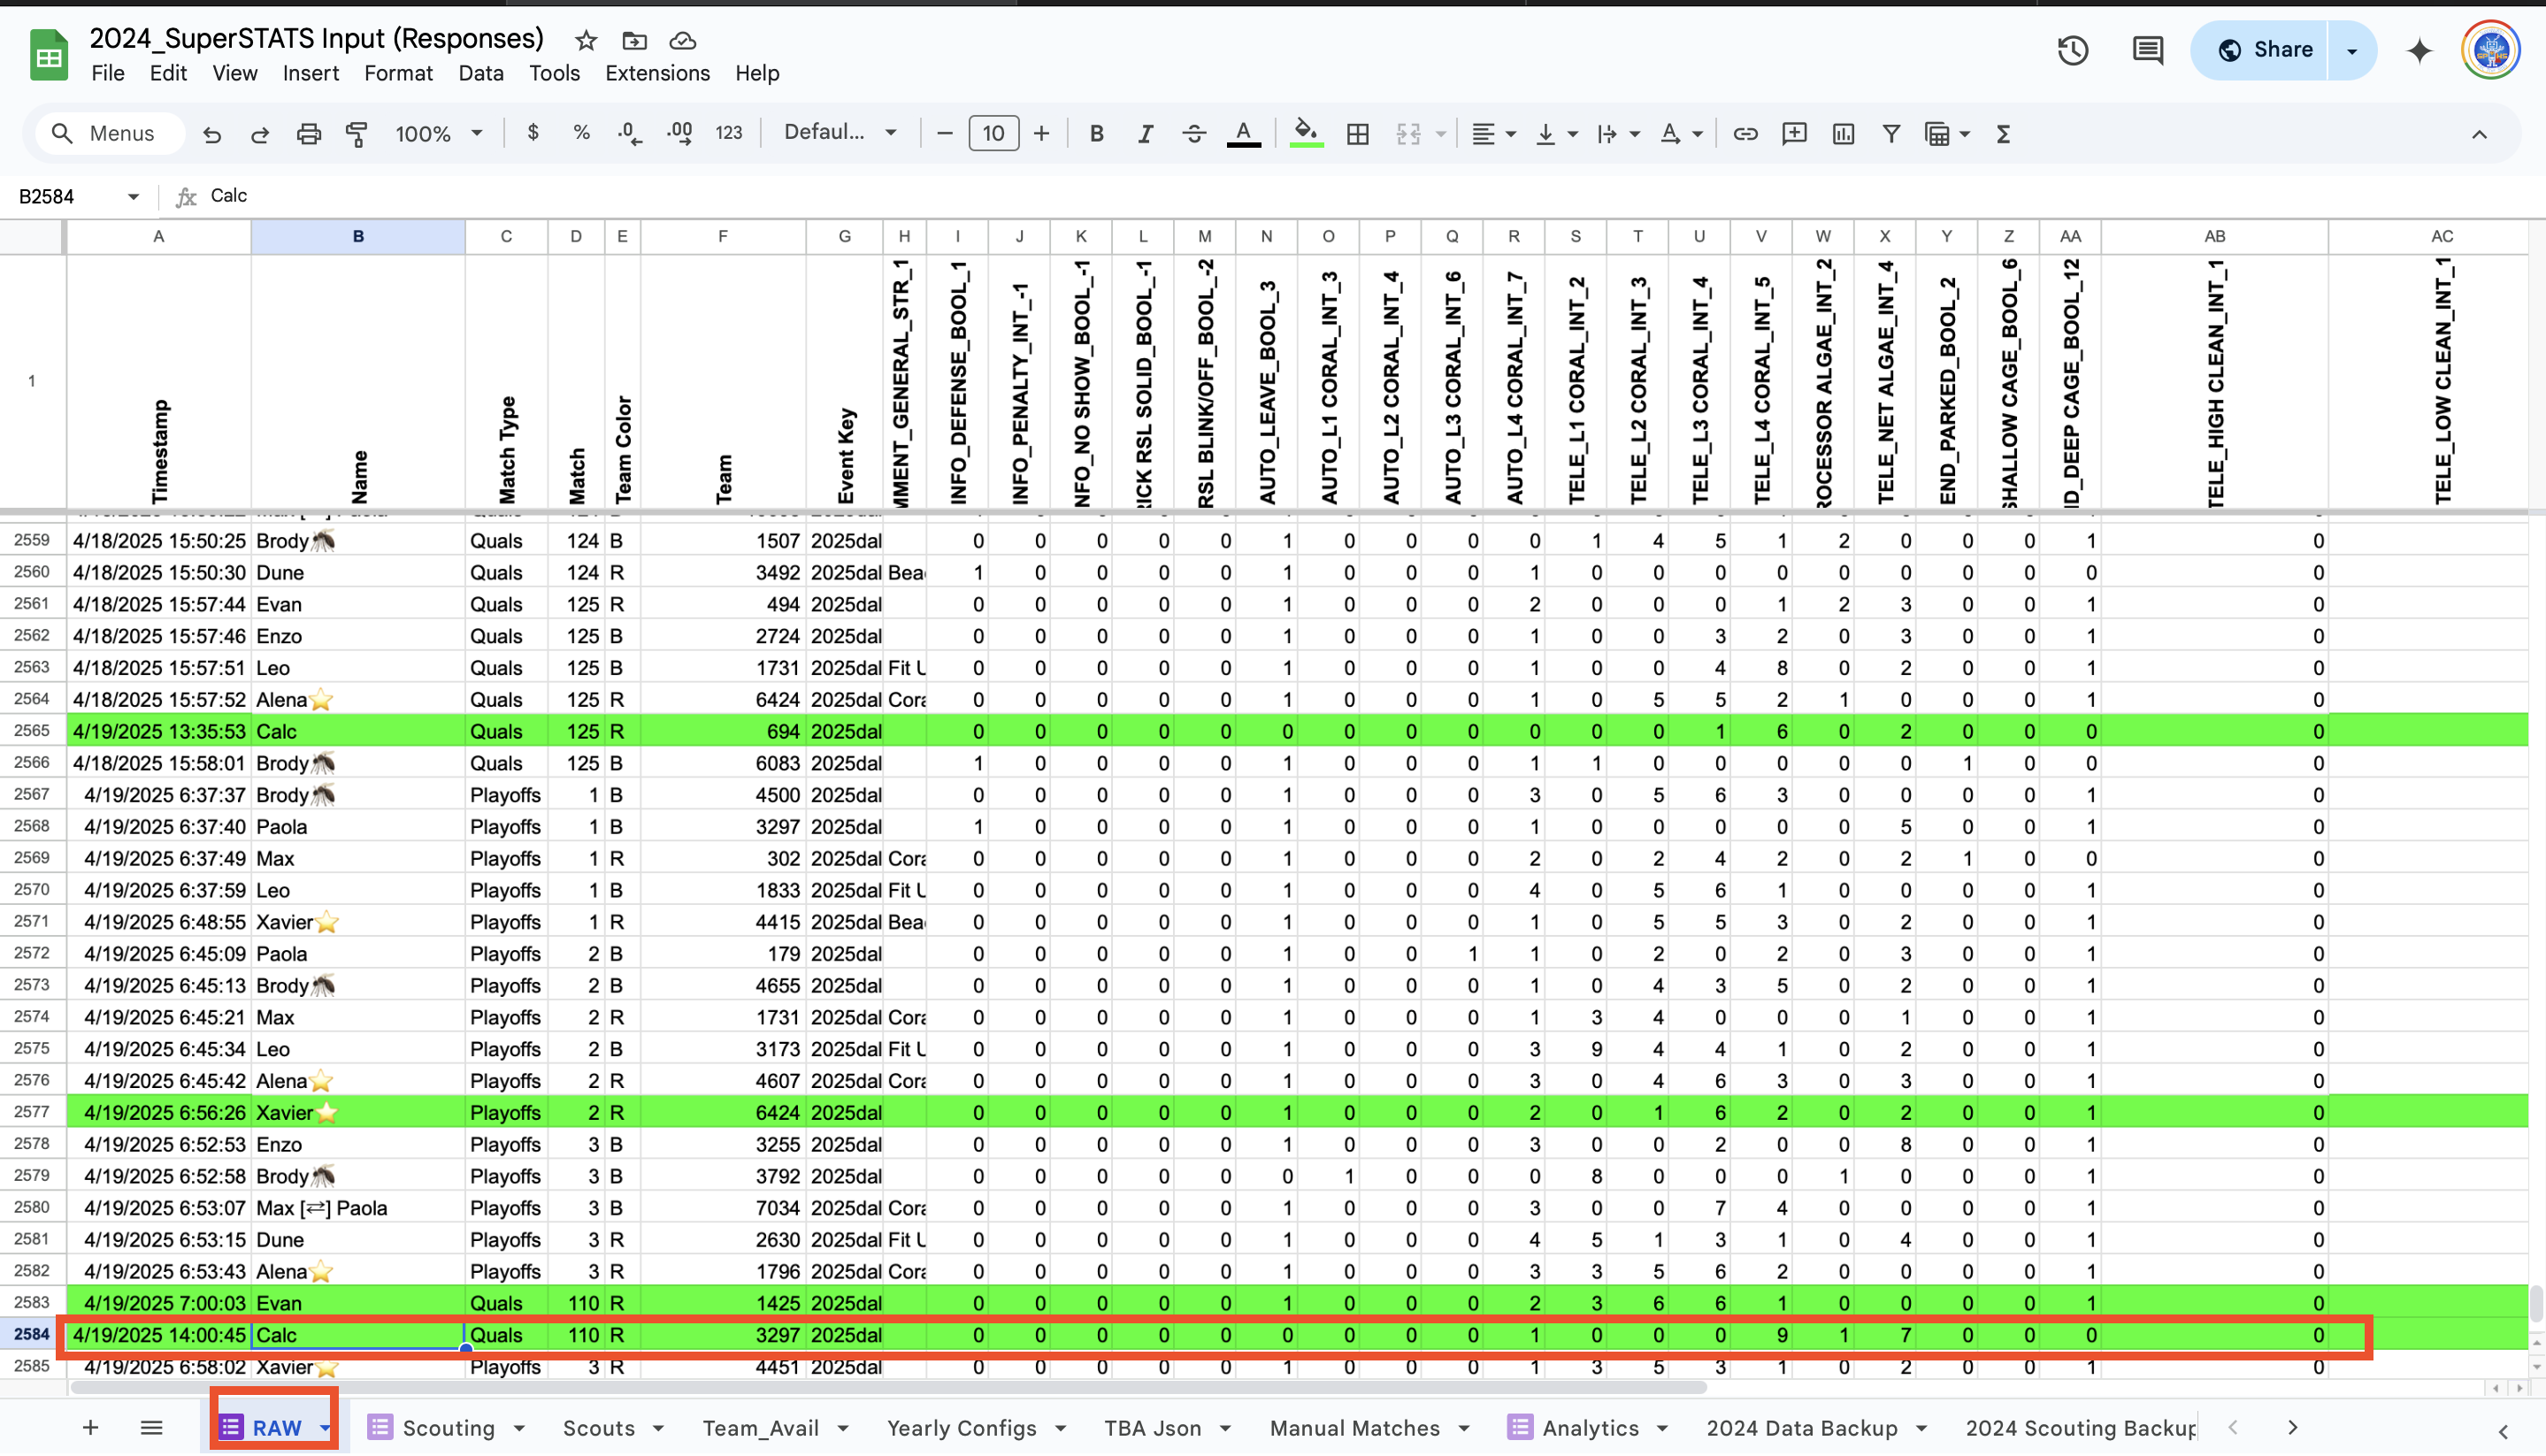 2024_SuperSTATS Input (Responses)
File Edit View Insert Format Data Tools Extensions Help
Share
Menus 100% $ % .0 .00 123 Defaul... 10 B I A
B2584 fx Calc
A B C D E F G H I J K L M N O P Q R S T U V W X Y Z AA AB AC
1 Timestamp Name Match Type Match Team Color Team Event Key MMENT_GENERAL_STR_1 INFO_DEFENSE_BOOL_1 INFO_PENALTY_INT_-1 NFO_NO SHOW_BOOL_-1 RICK RSL SOLID_BOOL_-1 RSL BLINK/OFF_BOOL_-2 AUTO_LEAVE_BOOL_3 AUTO_L1 CORAL_INT_3 AUTO_L2 CORAL_INT_4 AUTO_L3 CORAL_INT_6 AUTO_L4 CORAL_INT_7 TELE_L1 CORAL_INT_2 TELE_L2 CORAL_INT_3 TELE_L3 CORAL_INT_4 TELE_L4 CORAL_INT_5 ROCESSOR ALGAE_INT_2 TELE_NET ALGAE_INT_4 END_PARKED_BOOL_2 SHALLOW CAGE_BOOL_6 ID_DEEP CAGE_BOOL_12 TELE_HIGH CLEAN_INT_1 TELE_LOW CLEAN_INT_1
2559 4/18/2025 15:50:25 Brody🦟 Quals 124 B 1507 2025dal 0 0 0 0 0 1 0 0 0 0 1 4 5 1 2 0 0 0 1 0
2560 4/18/2025 15:50:30 Dune Quals 124 R 3492 2025dal Bea 1 0 0 0 0 1 0 0 0 1 0 0 0 0 0 0 0 0 0 0
2561 4/18/2025 15:57:44 Evan Quals 125 R 494 2025dal 0 0 0 0 0 1 0 0 0 2 0 0 0 1 2 3 0 0 1 0
2562 4/18/2025 15:57:46 Enzo Quals 125 B 2724 2025dal 0 0 0 0 0 1 0 0 0 1 0 0 3 2 0 3 0 0 1 0
2563 4/18/2025 15:57:51 Leo Quals 125 B 1731 2025dal Fit U 0 0 0 0 0 1 0 0 0 1 0 0 4 8 0 2 0 0 1 0
2564 4/18/2025 15:57:52 Alena⭐ Quals 125 R 6424 2025dal Cora 0 0 0 0 0 1 0 0 0 1 0 5 5 2 1 0 0 0 1 0
2565 4/19/2025 13:35:53 Calc Quals 125 R 694 2025dal 0 0 0 0 0 0 0 0 0 0 0 0 1 6 0 2 0 0 0 0
2566 4/18/2025 15:58:01 Brody🦟 Quals 125 B 6083 2025dal 1 0 0 0 0 1 0 0 0 1 1 0 0 0 0 0 1 0 0 0
2567 4/19/2025 6:37:37 Brody🦟 Playoffs 1 B 4500 2025dal 0 0 0 0 0 1 0 0 0 3 0 5 6 3 0 0 0 0 1 0
2568 4/19/2025 6:37:40 Paola Playoffs 1 B 3297 2025dal 1 0 0 0 0 1 0 0 0 1 0 0 0 0 0 5 0 0 1 0
2569 4/19/2025 6:37:49 Max Playoffs 1 R 302 2025dal Cora 0 0 0 0 0 1 0 0 0 2 0 2 4 2 0 2 1 0 0 0
2570 4/19/2025 6:37:59 Leo Playoffs 1 B 1833 2025dal Fit U 0 0 0 0 0 1 0 0 0 4 0 5 6 1 0 0 0 0 1 0
2571 4/19/2025 6:48:55 Xavier⭐ Playoffs 1 R 4415 2025dal Bea 0 0 0 0 0 1 0 0 0 1 0 5 5 3 0 2 0 0 1 0
2572 4/19/2025 6:45:09 Paola Playoffs 2 B 179 2025dal 0 0 0 0 0 1 0 0 1 1 0 2 0 2 0 3 0 0 1 0
2573 4/19/2025 6:45:13 Brody🦟 Playoffs 2 B 4655 2025dal 0 0 0 0 0 1 0 0 0 1 0 4 3 5 0 2 0 0 1 0
2574 4/19/2025 6:45:21 Max Playoffs 2 R 1731 2025dal Cora 0 0 0 0 0 1 0 0 0 1 3 4 0 0 0 1 0 0 1 0
2575 4/19/2025 6:45:34 Leo Playoffs 2 B 3173 2025dal Fit U 0 0 0 0 0 1 0 0 0 3 9 4 4 1 0 2 0 0 1 0
2576 4/19/2025 6:45:42 Alena⭐ Playoffs 2 R 4607 2025dal Cora 0 0 0 0 0 1 0 0 0 3 0 4 6 3 0 3 0 0 1 0
2577 4/19/2025 6:56:26 Xavier⭐ Playoffs 2 R 6424 2025dal 0 0 0 0 0 1 0 0 0 2 0 1 6 2 0 2 0 0 1 0
2578 4/19/2025 6:52:53 Enzo Playoffs 3 B 3255 2025dal 0 0 0 0 0 1 0 0 0 3 0 0 2 0 0 8 0 0 1 0
2579 4/19/2025 6:52:58 Brody🦟 Playoffs 3 B 3792 2025dal 0 0 0 0 0 0 1 0 0 0 8 0 0 0 1 0 0 0 1 0
2580 4/19/2025 6:53:07 Max [⇄] Paola Playoffs 3 B 7034 2025dal Cora 0 0 0 0 0 1 0 0 0 3 0 0 7 4 0 0 0 0 1 0
2581 4/19/2025 6:53:15 Dune Playoffs 3 R 2630 2025dal Fit U 0 0 0 0 0 1 0 0 0 4 5 1 3 1 0 4 0 0 1 0
2582 4/19/2025 6:53:43 Alena⭐ Playoffs 3 R 1796 2025dal Cora 0 0 0 0 0 1 0 0 0 3 3 5 6 2 0 0 0 0 1 0
2583 4/19/2025 7:00:03 Evan Quals 110 R 1425 2025dal 0 0 0 0 0 1 0 0 0 2 3 6 6 1 0 0 0 0 1 0
2584 4/19/2025 14:00:45 Calc Quals 110 R 3297 2025dal 0 0 0 0 0 0 0 0 0 1 0 0 0 9 1 7 0 0 0 0
2585 4/19/2025 6:58:02 Xavier⭐ Playoffs 3 R 4451 2025dal 0 0 0 0 0 1 0 0 0 1 3 5 3 1 0 2 0 0 1 0
RAW Scouting Scouts Team_Avail Yearly Configs TBA Json Manual Matches Analytics 2024 Data Backup 2024 Scouting Backup